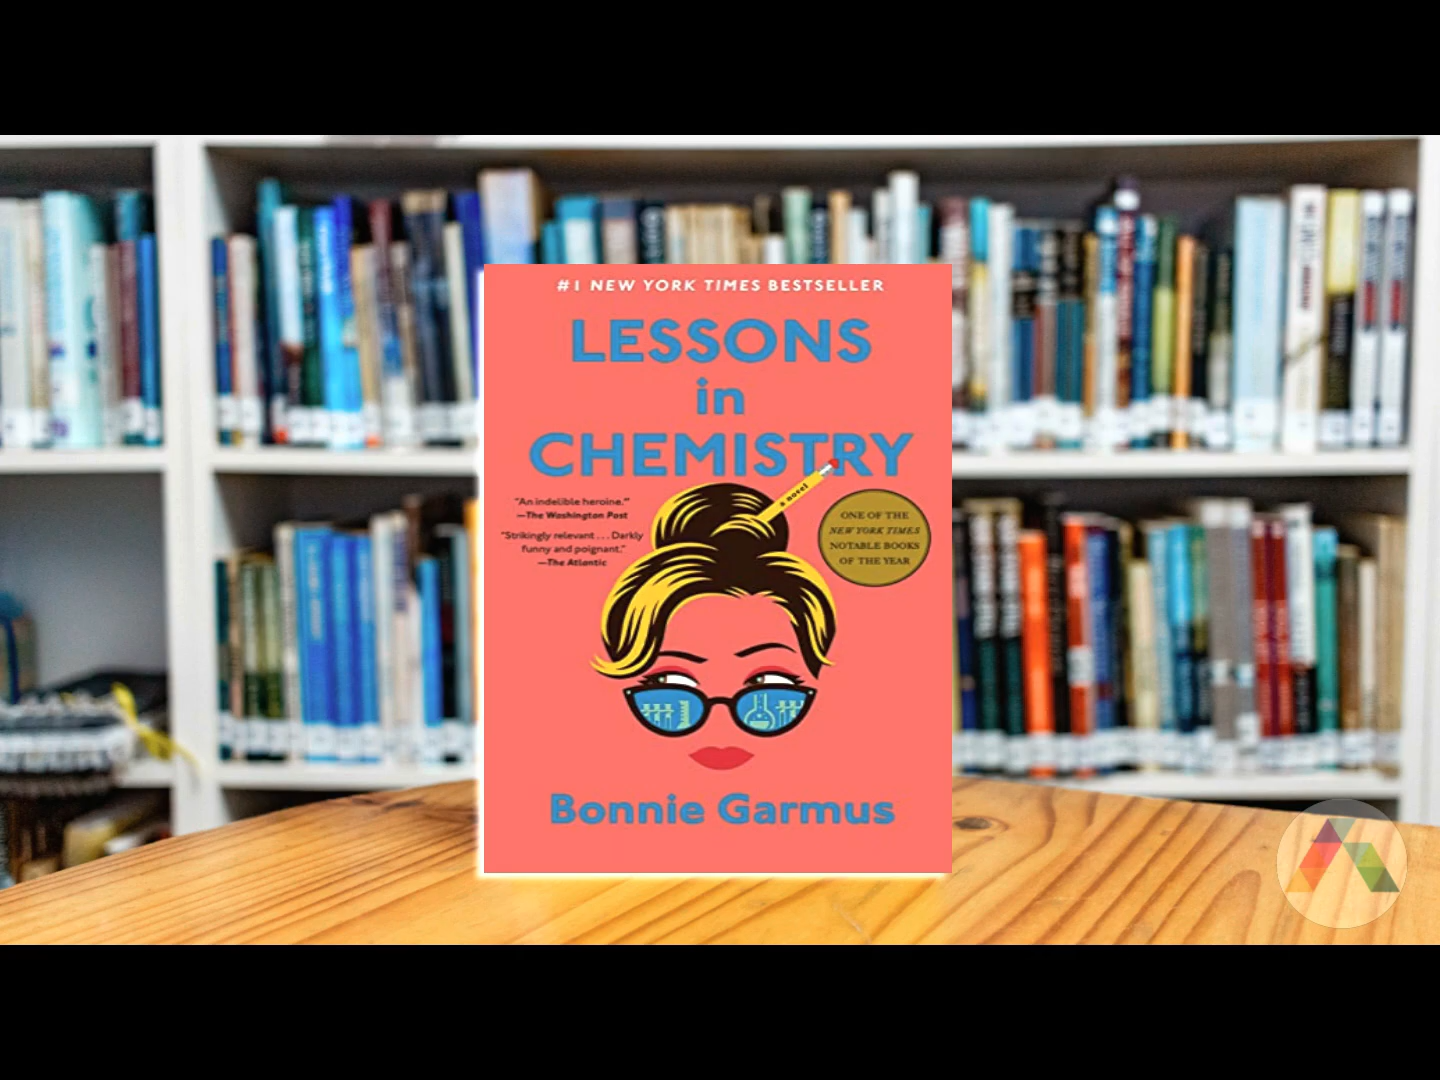 #1 NEW YORK TIMES BESTSELLER
LESSONS
in
CHEMISTRY
a novel
"An indelible heroine."
—The Washington Post
"Strikingly relevant . . . Darkly
funny and poignant."
—The Atlantic
ONE OF THE
NEW YORK TIMES
NOTABLE BOOKS
OF THE YEAR
Bonnie Garmus